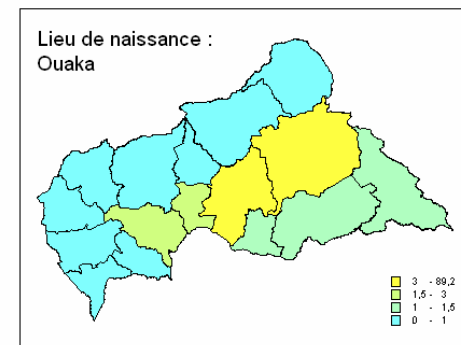 Lieu de naissance :
Ouaka
3 - 89,2
1,5 - 3
1 - 1,5
0 - 1